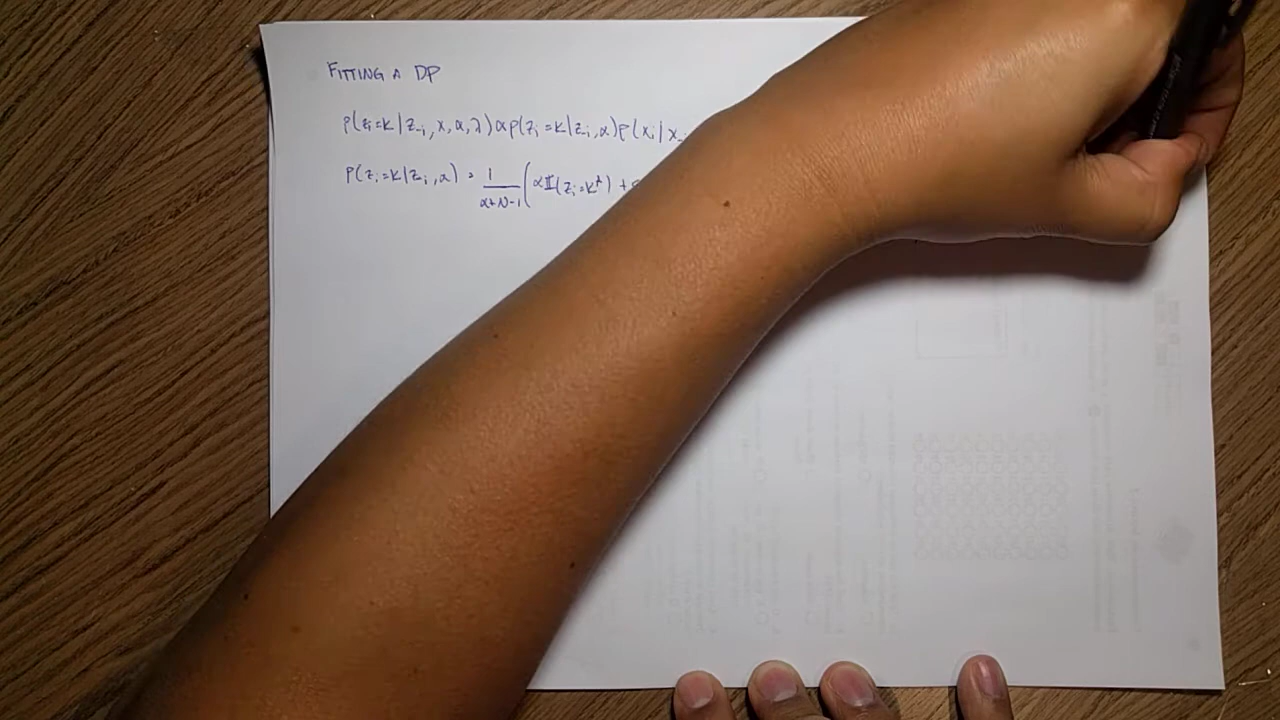 FITTING A DP
p(zᵢ=k|z₋ᵢ, x, α, λ) ∝ p(zᵢ=k|z₋ᵢ, α) p(xᵢ|x₋
p(zᵢ=k|z₋ᵢ, α) = 1/(α+N-1) (α𝕀(zᵢ=k*) +